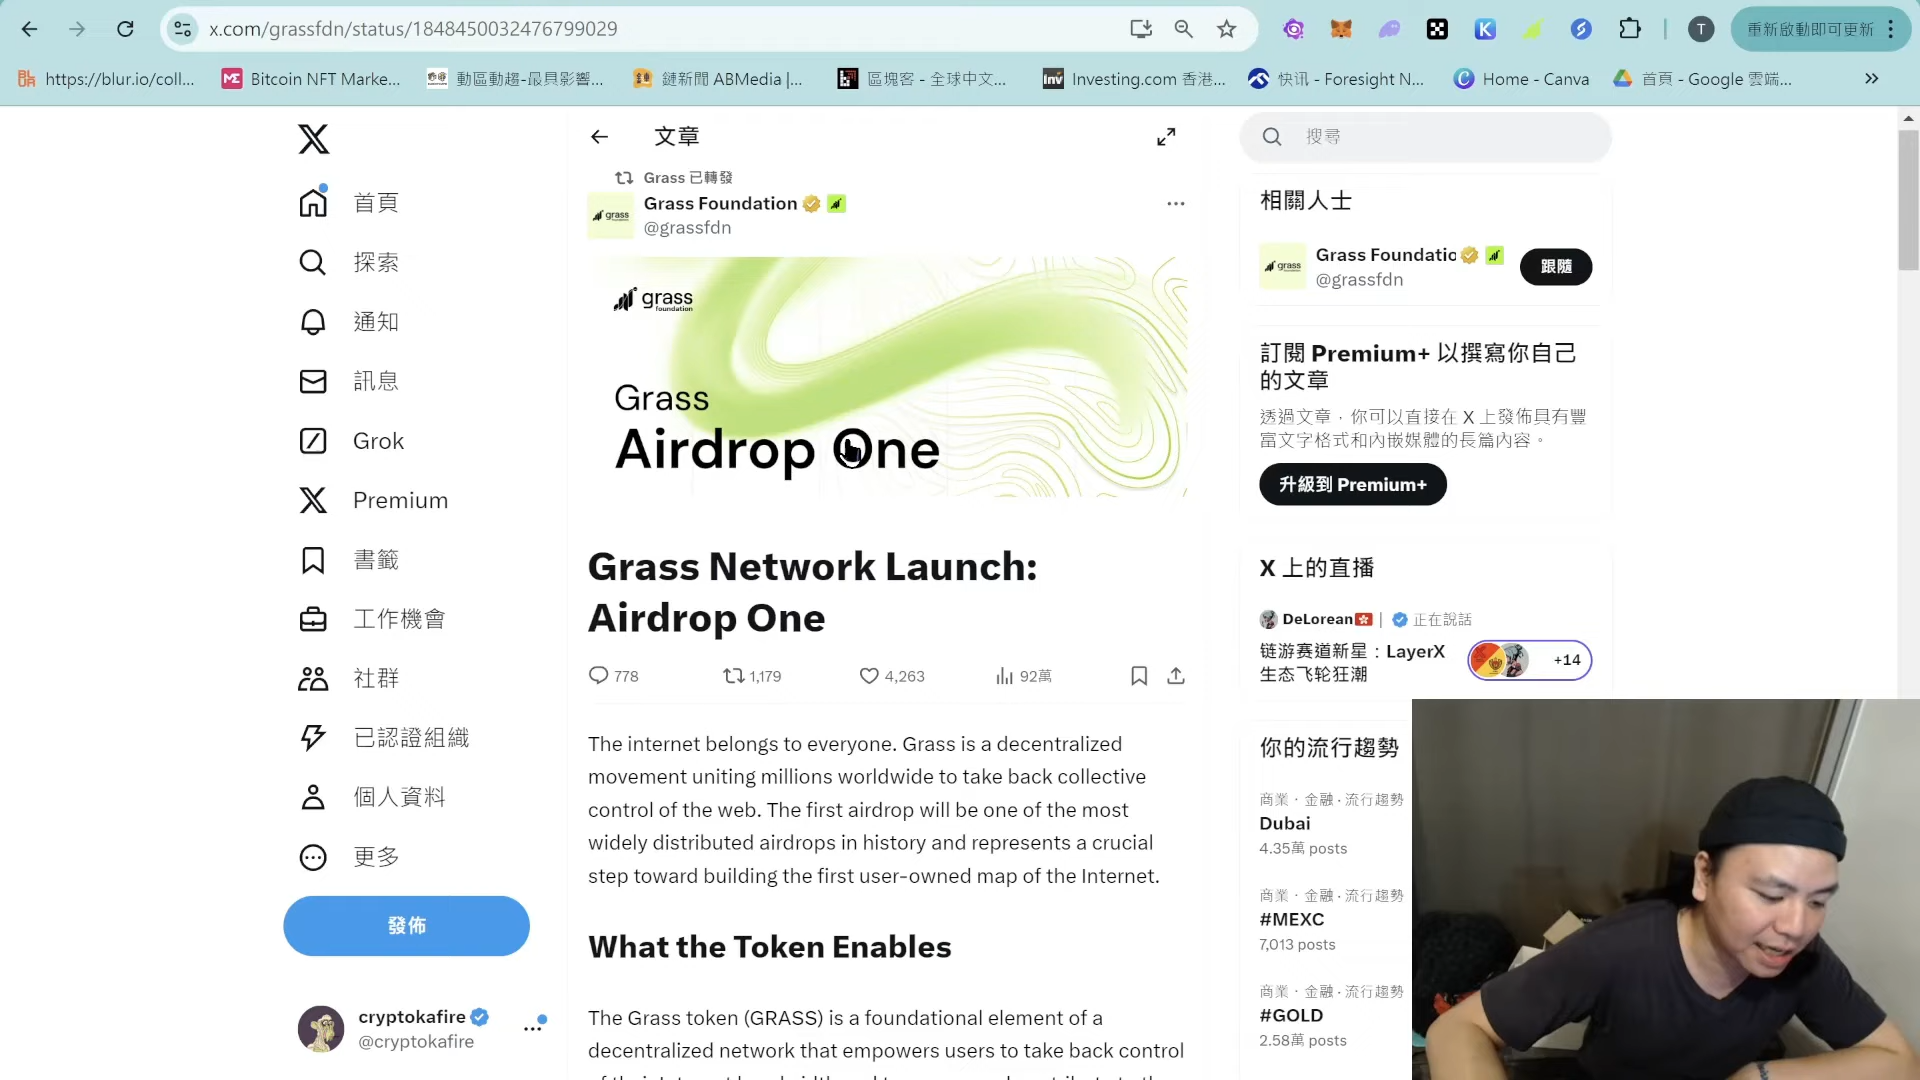 x.com/grassfdn/status/1848450032476799029
T
重新啟動即可更新
https://blur.io/coll...
Bitcoin NFT Marke...
動區動趨-最具影響...
鏈新聞 ABMedia |...
區塊客 - 全球中文...
Investing.com 香港...
快讯 - Foresight N...
Home - Canva
首頁 - Google 雲端...
首頁
探索
通知
訊息
Grok
Premium
書籤
工作機會
社群
已認證組織
個人資料
更多
發佈
cryptokafire
@cryptokafire
文章
Grass 已轉發
Grass Foundation
@grassfdn
grass
foundation
Grass
Airdrop One
Grass Network Launch:
Airdrop One
778
1,179
4,263
92萬
The internet belongs to everyone. Grass is a decentralized
movement uniting millions worldwide to take back collective
control of the web. The first airdrop will be one of the most
widely distributed airdrops in history and represents a crucial
step toward building the first user-owned map of the Internet.
What the Token Enables
The Grass token (GRASS) is a foundational element of a
decentralized network that empowers users to take back control
搜尋
相關人士
Grass Foundatio
@grassfdn
跟隨
訂閱 Premium+ 以撰寫你自己
的文章
透過文章，你可以直接在 X 上發佈具有豐
富文字格式和內嵌媒體的長篇內容。
升級到 Premium+
X 上的直播
DeLorean | 正在說話
链游赛道新星：LayerX
生态飞轮狂潮
+14
你的流行趨勢
商業 · 金融 · 流行趨勢
Dubai
4.35萬 posts
商業 · 金融 · 流行趨勢
#MEXC
7,013 posts
商業 · 金融 · 流行趨勢
#GOLD
2.58萬 posts